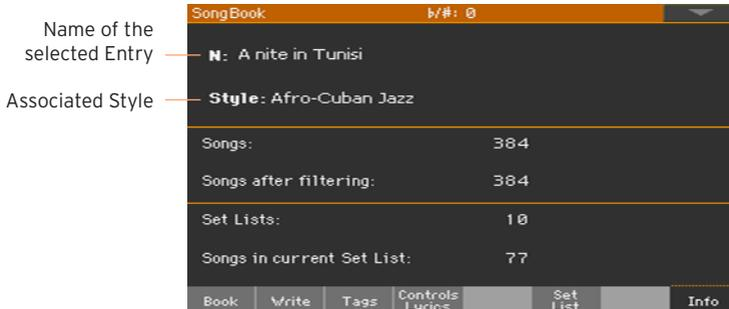 SongBook ♭/#: 0
Name of the
selected Entry
N: A nite in Tunisi
Associated Style
Style: Afro-Cuban Jazz
Songs: 384
Songs after filtering: 384
Set Lists: 10
Songs in current Set List: 77
Book Write Tags Controls Lyrics Set List Info